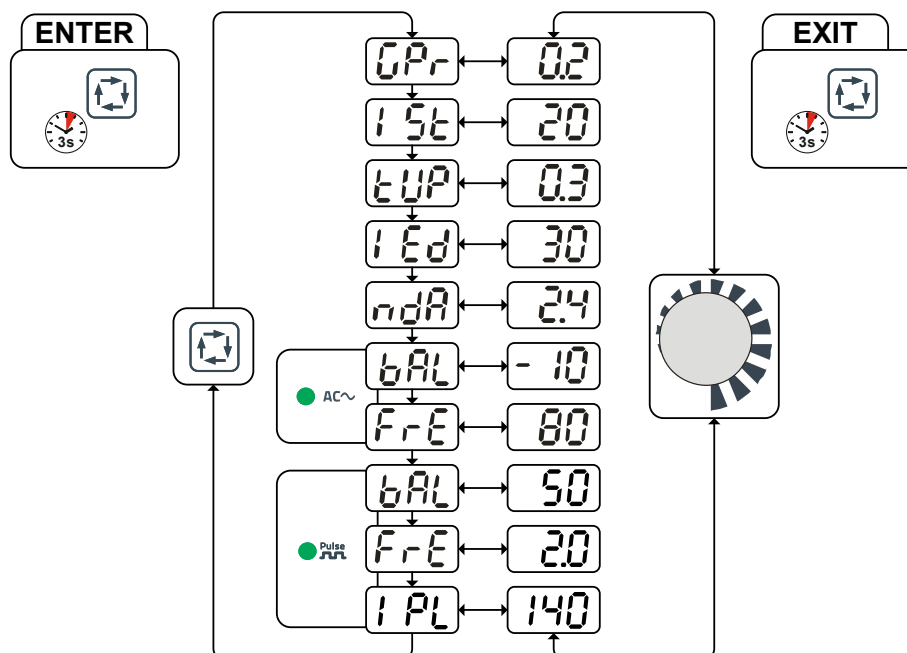 ENTER
3s
EXIT
3s
GPr 0.2
I St 20
tUP 0.3
I Ed 30
ndA 2.4
AC
bAL - 10
FrE 80
Pulse
bAL 50
FrE 2.0
I PL 140